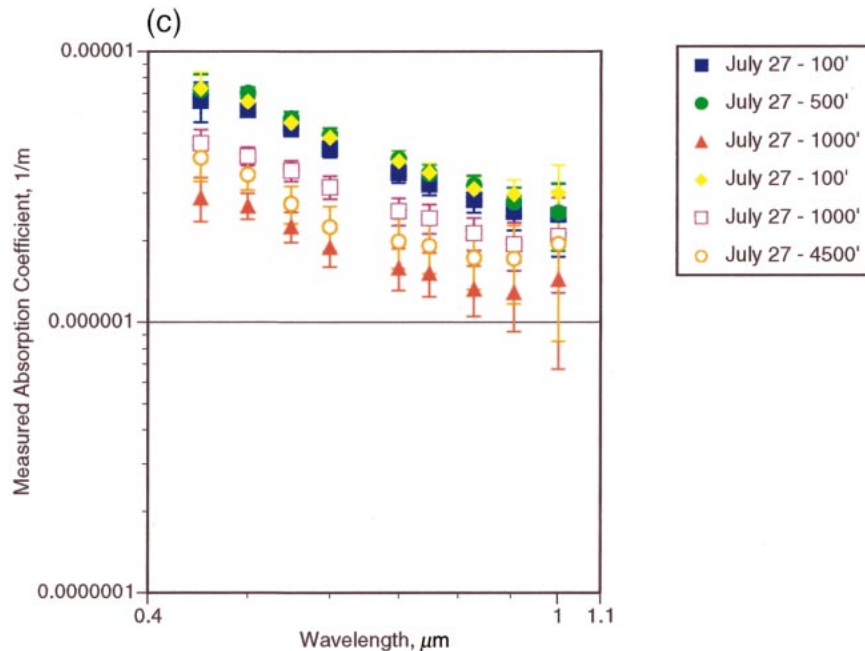 (c)
0.00001
0.000001
0.0000001
Measured Absorption Coefficient, 1/m
0.4
1
1.1
Wavelength, μm
July 27 - 100'
July 27 - 500'
July 27 - 1000'
July 27 - 100'
July 27 - 1000'
July 27 - 4500'